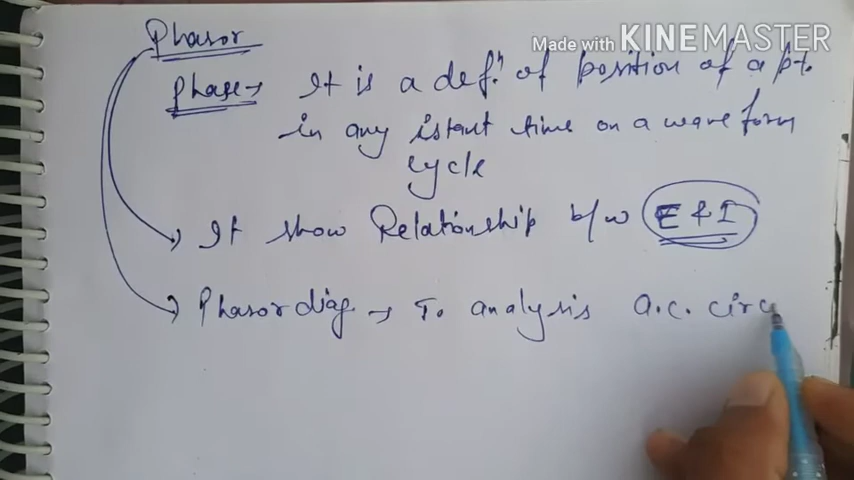 Phasor
Made with KINEMASTER
Phase → It is a defⁿ. of position of a pt.
in any istant time on a wave form
cycle
→ It show Relationship b/w E & I
→ Phasor diag. → To analysis a.c. circu